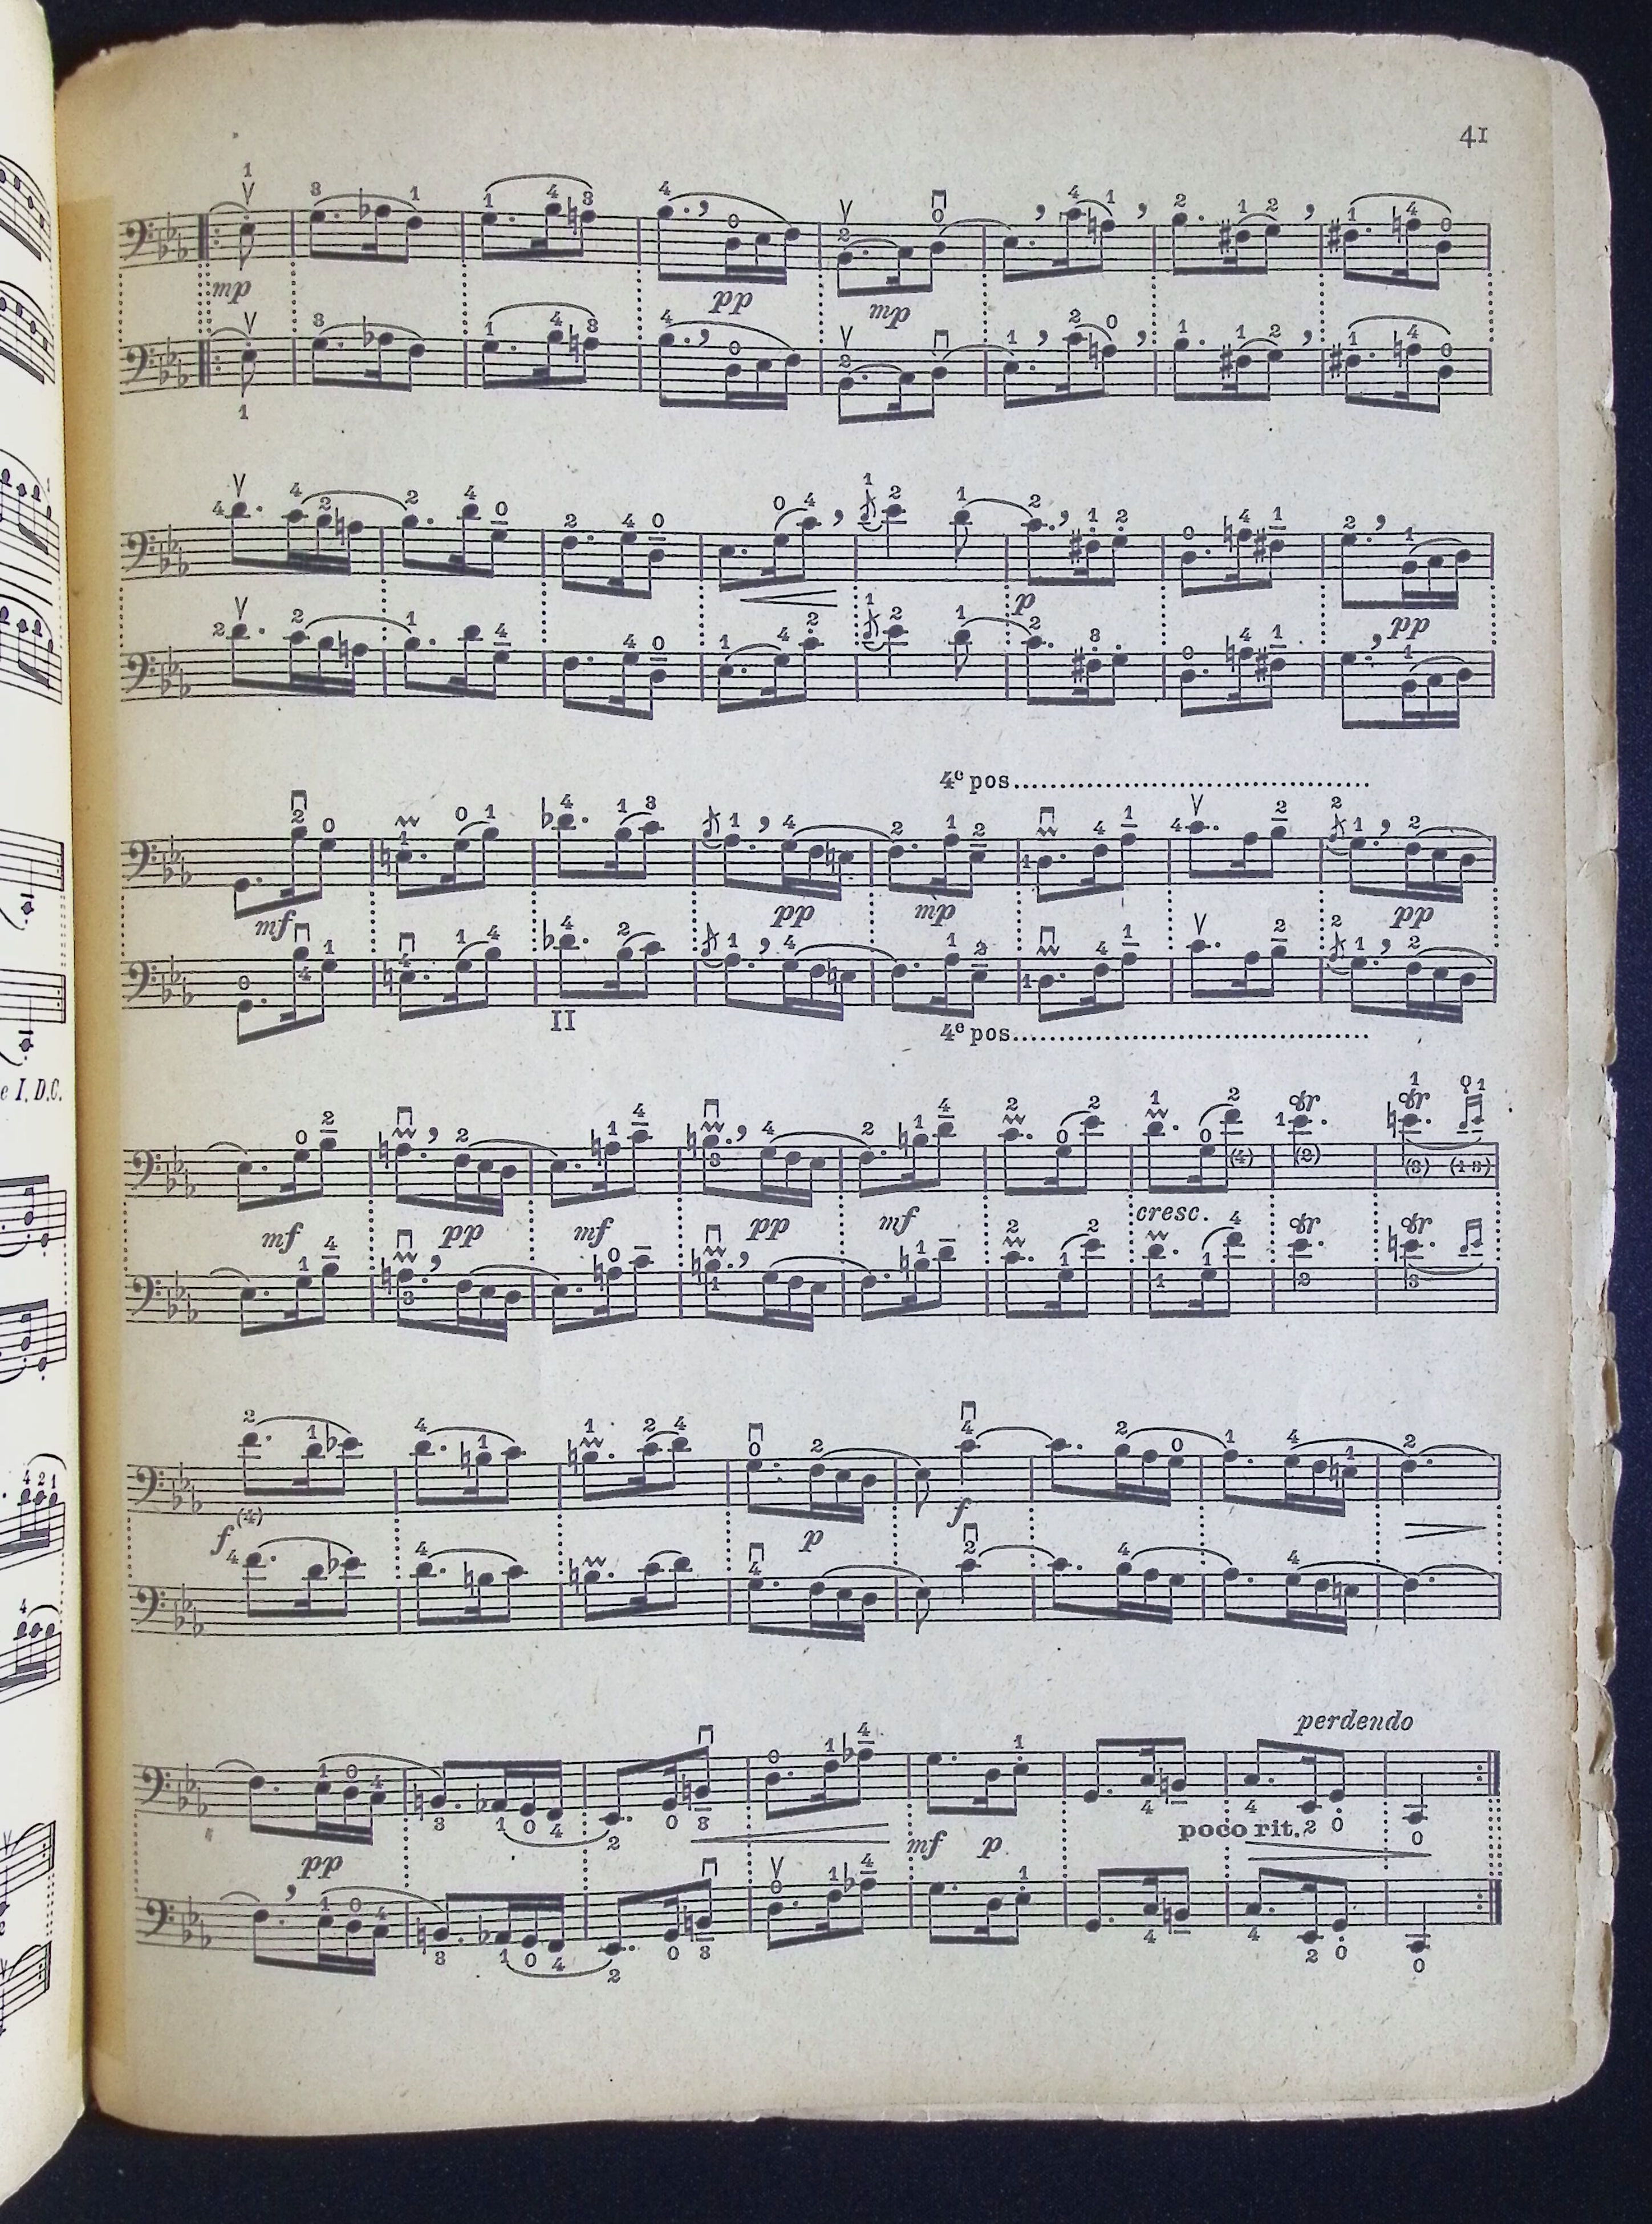 41
mp
pp
mp
p
pp
4e pos
mf
pp
mp
pp
II
4e pos
e I. D.C.
mf
pp
mf
pp
mf
cresc.
f
p
f
perdendo
poco rit.
pp
mf
p